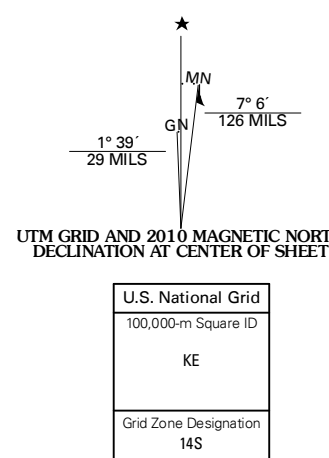 ★
MN
7° 6´
126 MILS
GN
1° 39´
29 MILS
UTM GRID AND 2010 MAGNETIC NORT
DECLINATION AT CENTER OF SHEET
U.S. National Grid
100,000-m Square ID
KE
Grid Zone Designation
14S